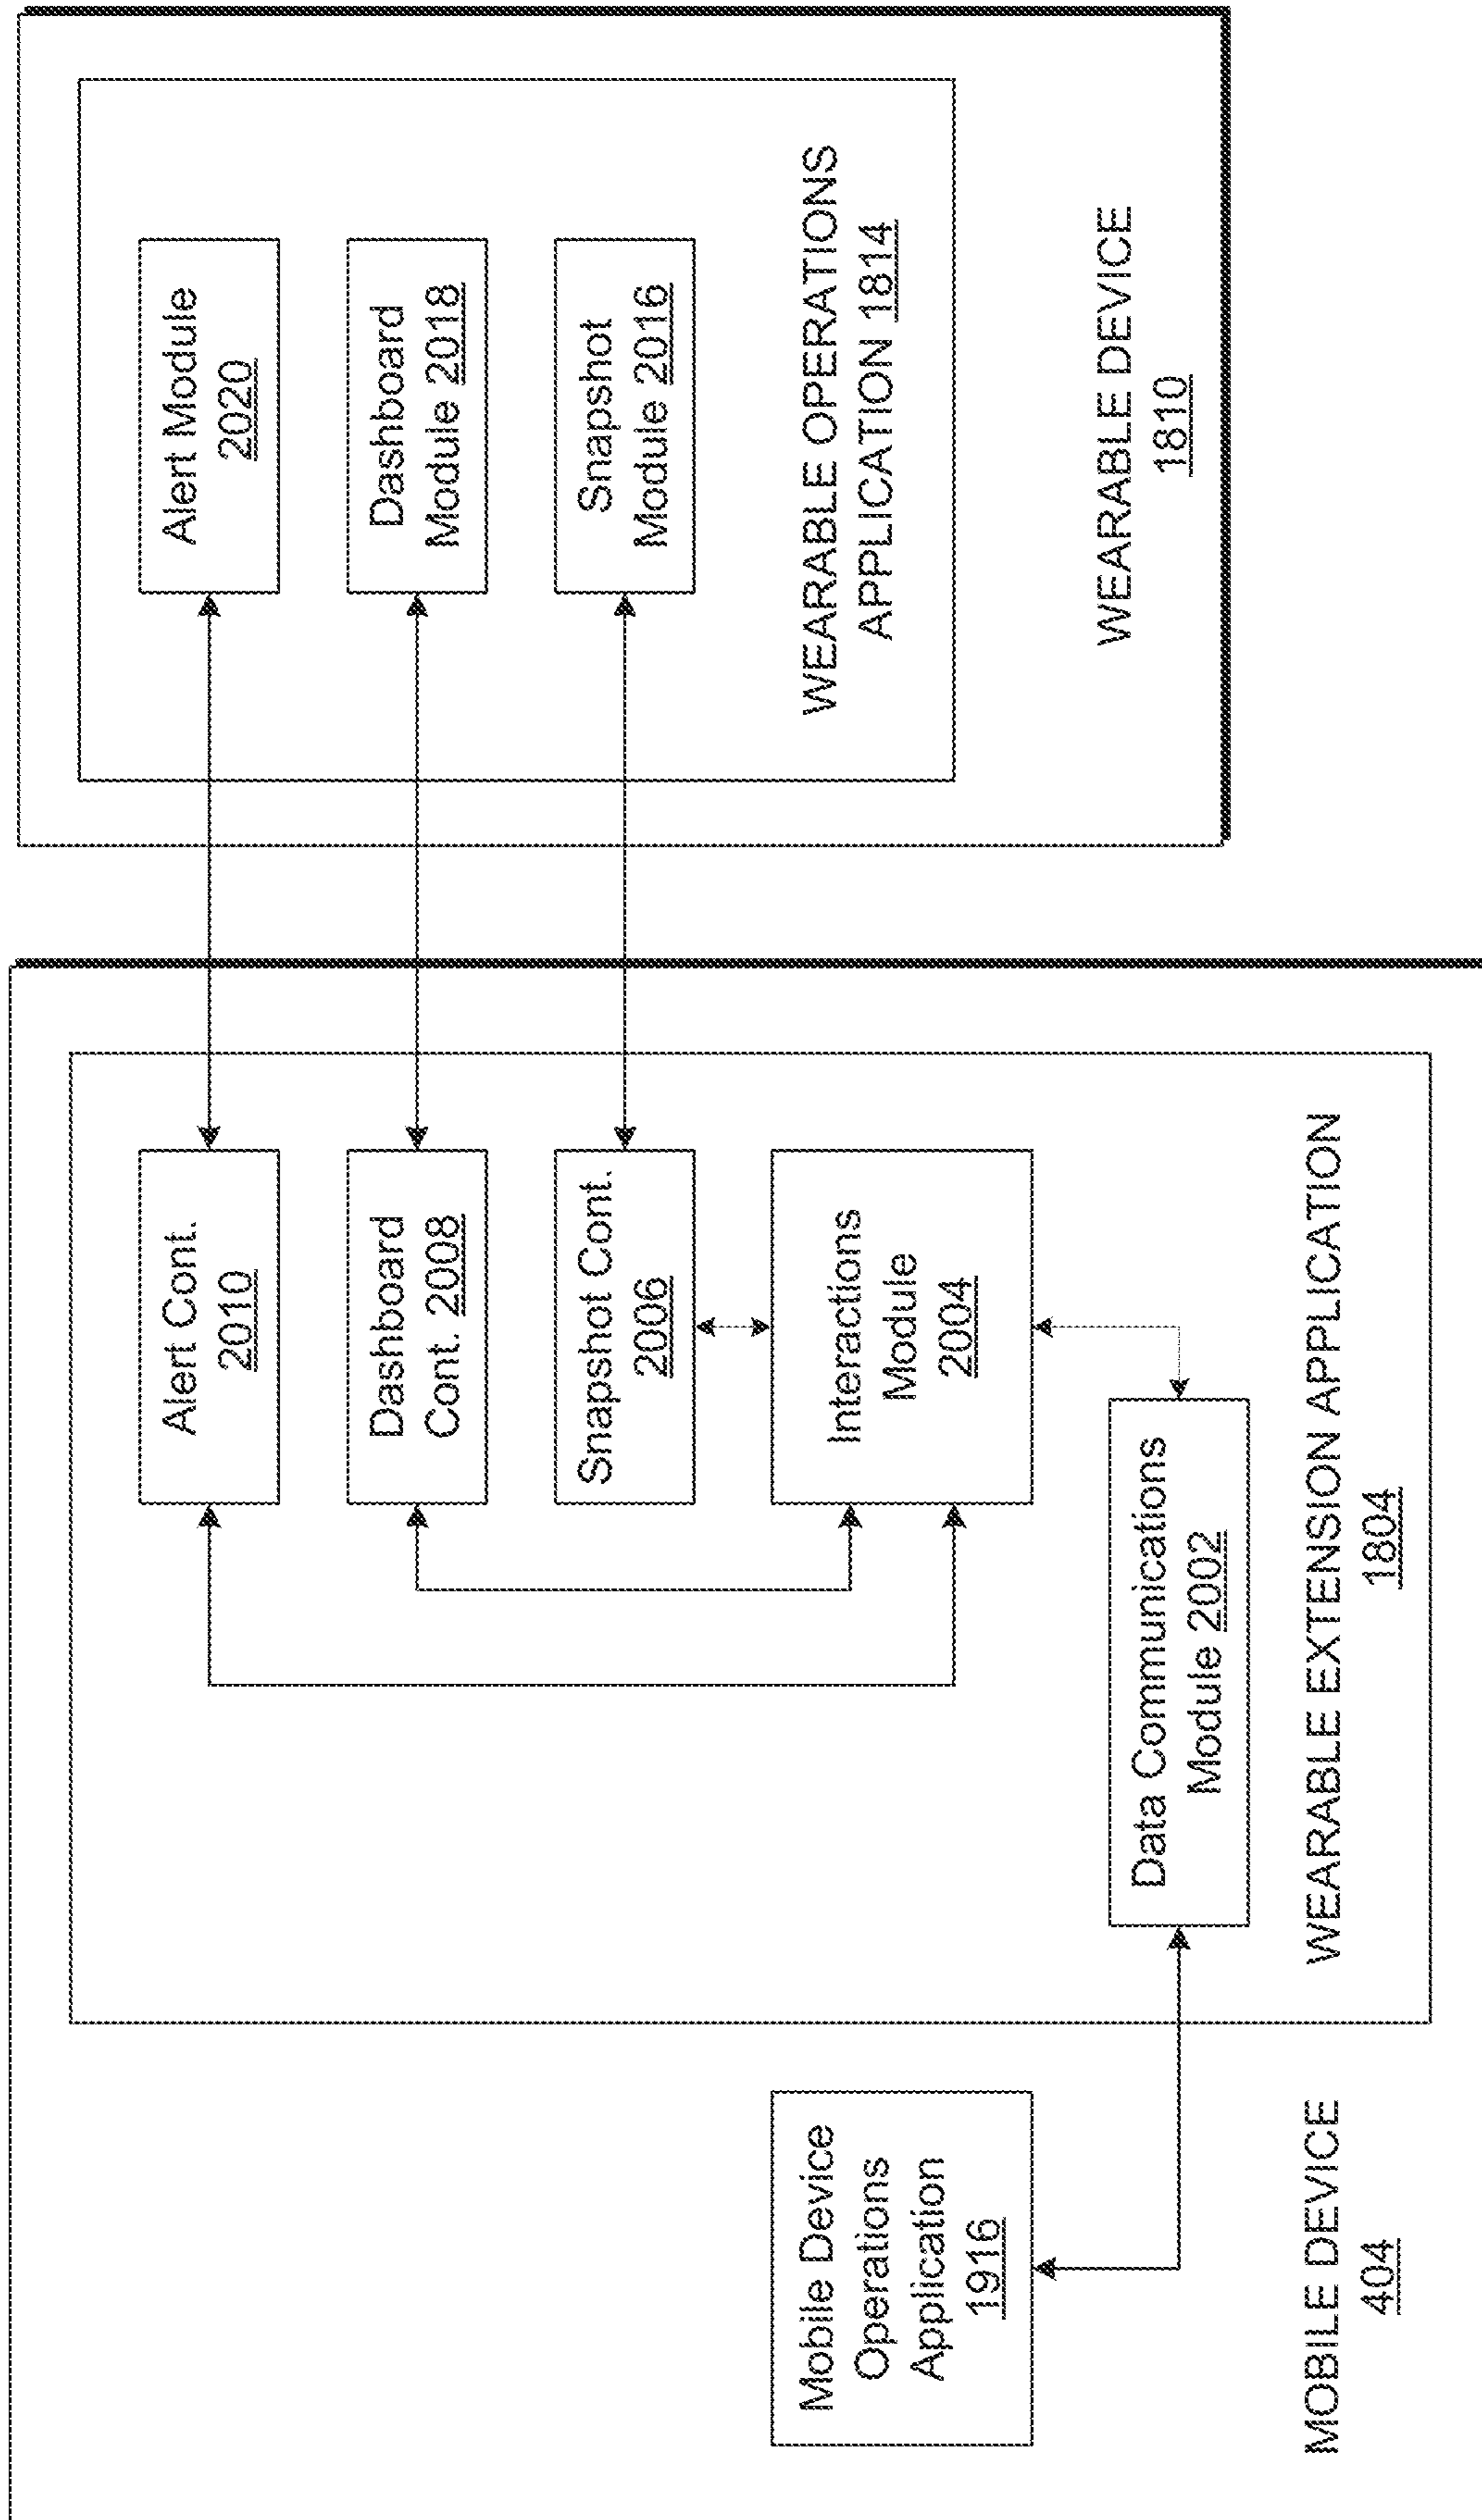 Mobile Device
Operations
Application
1916
MOBILE DEVICE
404
Alert Cont.
2010
Dashboard
Cont. 2008
Snapshot Cont.
2006
Interactions
Module
2004
Data Communications
Module 2002
WEARABLE EXTENSION APPLICATION
1804
Alert Module
2020
Dashboard
Module 2018
Snapshot
Module 2016
WEARABLE OPERATIONS
APPLICATION 1814
WEARABLE DEVICE
1810